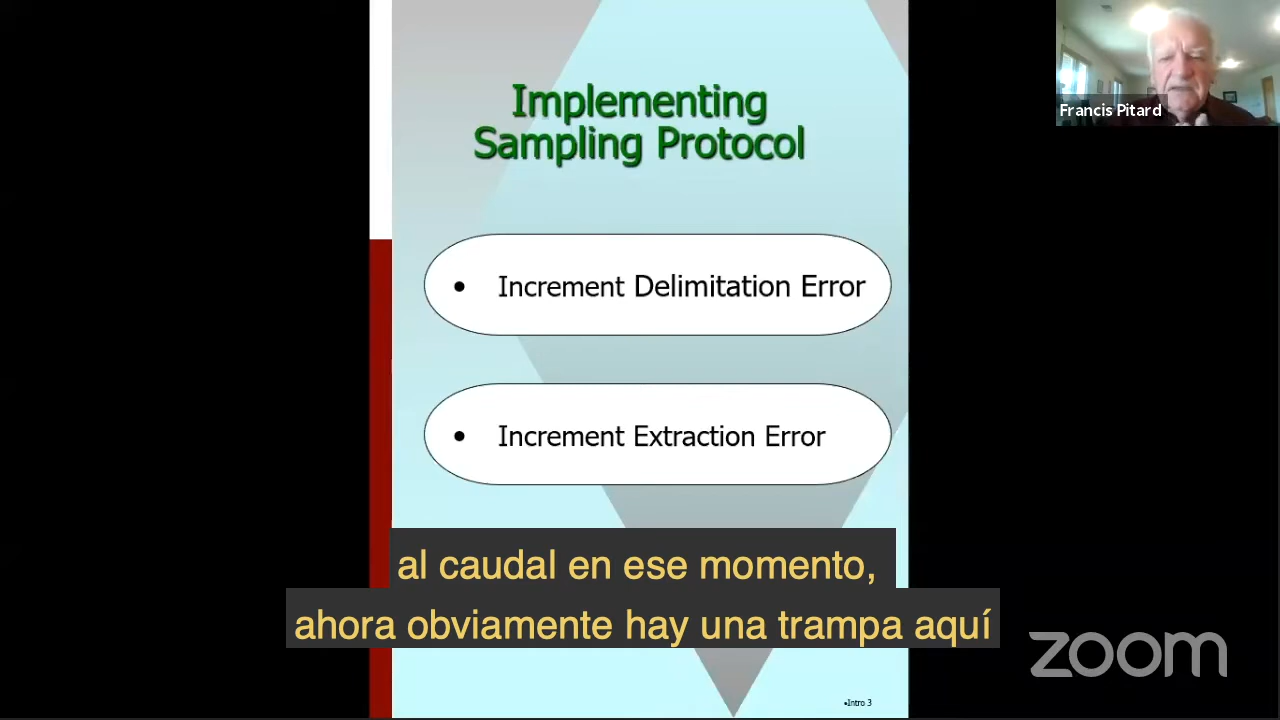 Implementing
Sampling Protocol
Francis Pitard
• Increment Delimitation Error
• Increment Extraction Error
al caudal en ese momento,
ahora obviamente hay una trampa aquí
zoom
•Intro 3